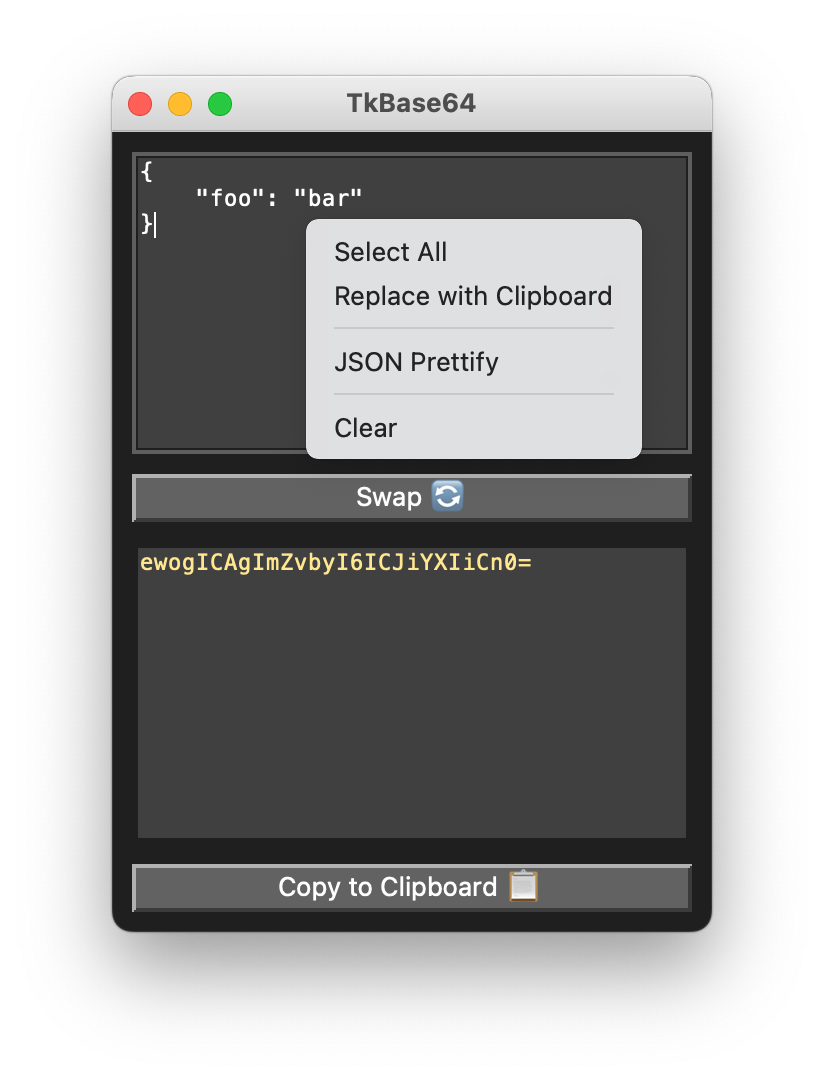 TkBase64
{
    "foo": "bar"
}
Select All
Replace with Clipboard
JSON Prettify
Clear
Swap 🔄
ewogICAgImZvbyI6ICJiYXIiCn0=
Copy to Clipboard 📋